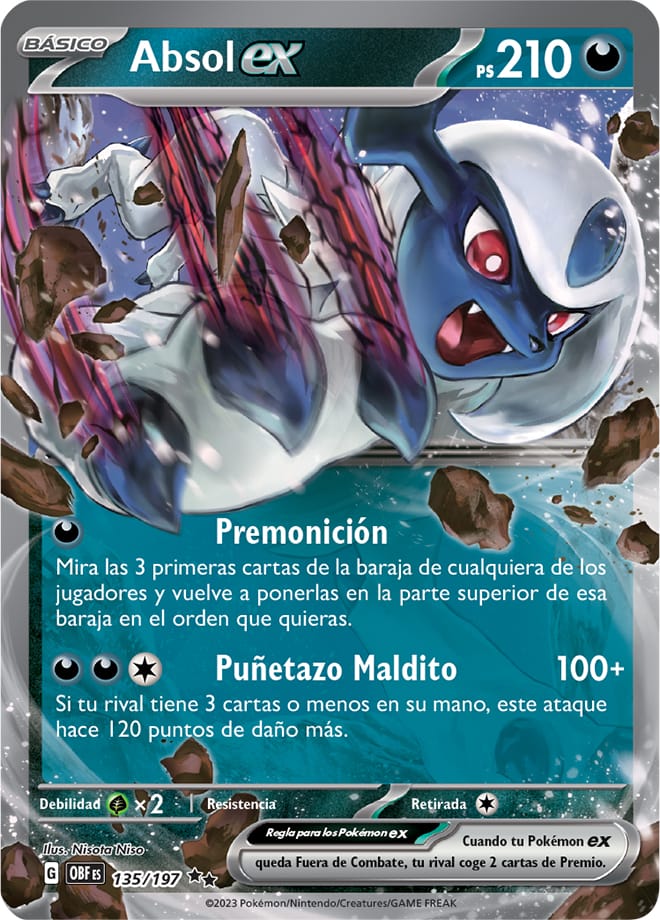 BÁSICO
Absol ex
PS 210
Premonición
Mira las 3 primeras cartas de la baraja de cualquiera de los
jugadores y vuelve a ponerlas en la parte superior de esa
baraja en el orden que quieras.
Puñetazo Maldito 100+
Si tu rival tiene 3 cartas o menos en su mano, este ataque
hace 120 puntos de daño más.
Debilidad ×2 Resistencia Retirada
Ilus. Nisota Niso
Regla para los Pokémon ex Cuando tu Pokémon ex
queda Fuera de Combate, tu rival coge 2 cartas de Premio.
G OBF ES 135/197
©2023 Pokémon/Nintendo/Creatures/GAME FREAK